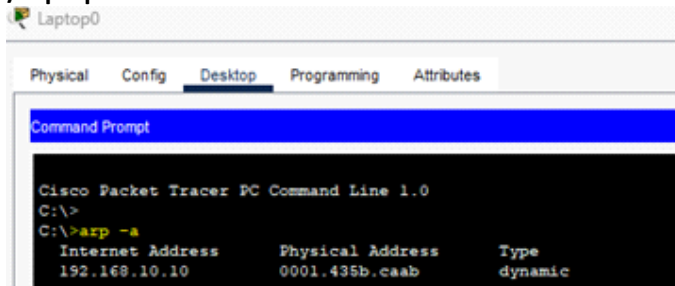 Laptop0
Physical Config Desktop Programming Attributes
Command Prompt
Cisco Packet Tracer PC Command Line 1.0
C:\>
C:\>arp -a
Internet Address Physical Address Type
192.168.10.10 0001.435b.caab dynamic